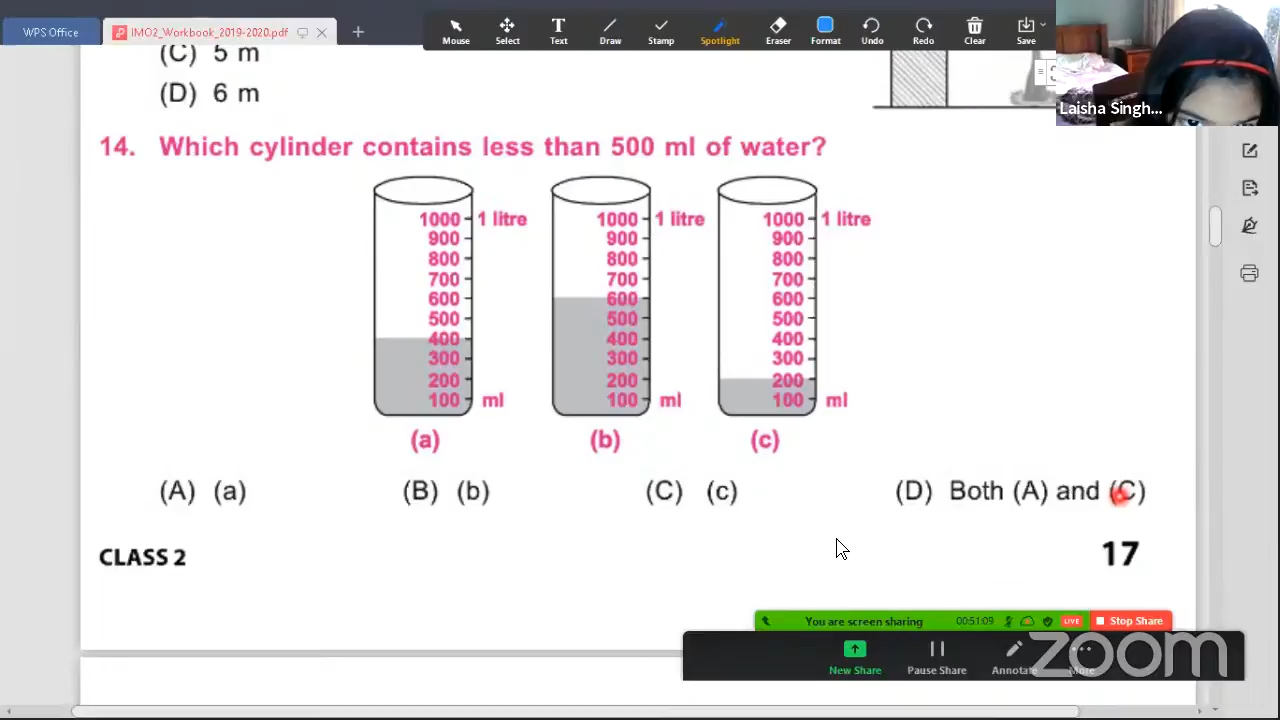 WPS Office
IMO2_Workbook_2019-2020.pdf
Mouse Select Text Draw Stamp Spotlight Eraser Format Undo Redo Clear Save
Laisha Singh...
(C) 5 m
(D) 6 m
14. Which cylinder contains less than 500 ml of water?
1000 1 litre
900
800
700
600
500
400
300
200
100 ml
(a)
1000 1 litre
900
800
700
600
500
400
300
200
100 ml
(b)
1000 1 litre
900
800
700
600
500
400
300
200
100 ml
(c)
(A) (a) (B) (b) (C) (c) (D) Both (A) and (C)
CLASS 2 17
You are screen sharing 00:51:09 LIVE Stop Share
New Share Pause Share Annotate More
zoom